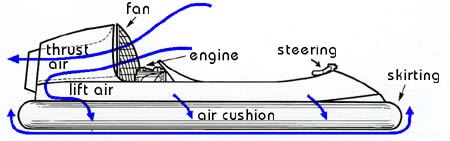 fan
thrust
air
engine
steering
lift air
skirting
air cushion